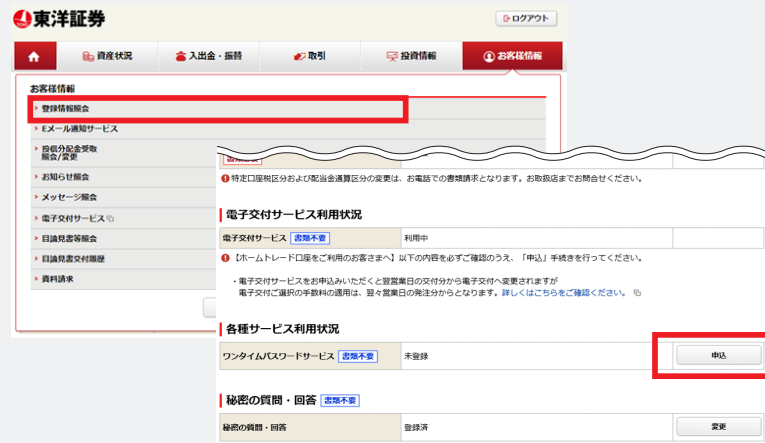 東洋証券
ログアウト
資産状況
入出金・振替
取引
投資情報
お客様情報
お客様情報
登録情報照会
Eメール通知サービス
投信分配金受取
照会/変更
お知らせ照会
メッセージ照会
電子交付サービス
目論見書等照会
目論見書交付履歴
資料請求
特定口座税区分および配当金通算区分の変更は、お電話での書類請求となります。お取扱店までお問合せください。
電子交付サービス利用状況
電子交付サービス 書類不要 利用中
【ホームトレード口座をご利用のお客さまへ】以下の内容を必ずご確認のうえ、「申込」手続きを行ってください。
・電子交付サービスをお申込みいただくと翌営業日の交付分から電子交付へ変更されますが
電子交付ご選択の手数料の適用は、翌々営業日の発注分からとなります。詳しくはこちらをご確認ください。
各種サービス利用状況
ワンタイムパスワードサービス 書類不要 未登録 申込
秘密の質問・回答 書類不要
秘密の質問・回答 登録済 変更